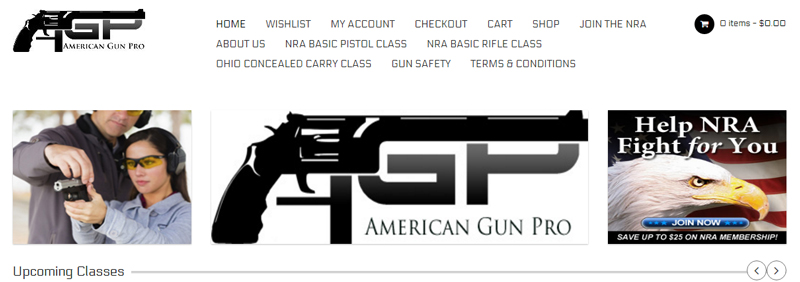 GP
AMERICAN GUN PRO
HOME WISHLIST MY ACCOUNT CHECKOUT CART SHOP JOIN THE NRA
ABOUT US NRA BASIC PISTOL CLASS NRA BASIC RIFLE CLASS
OHIO CONCEALED CARRY CLASS GUN SAFETY TERMS & CONDITIONS
0 items - $0.00
GP
AMERICAN GUN PRO
Help NRA
Fight for You
JOIN NOW
SAVE UP TO $25 ON NRA MEMBERSHIP!
Upcoming Classes